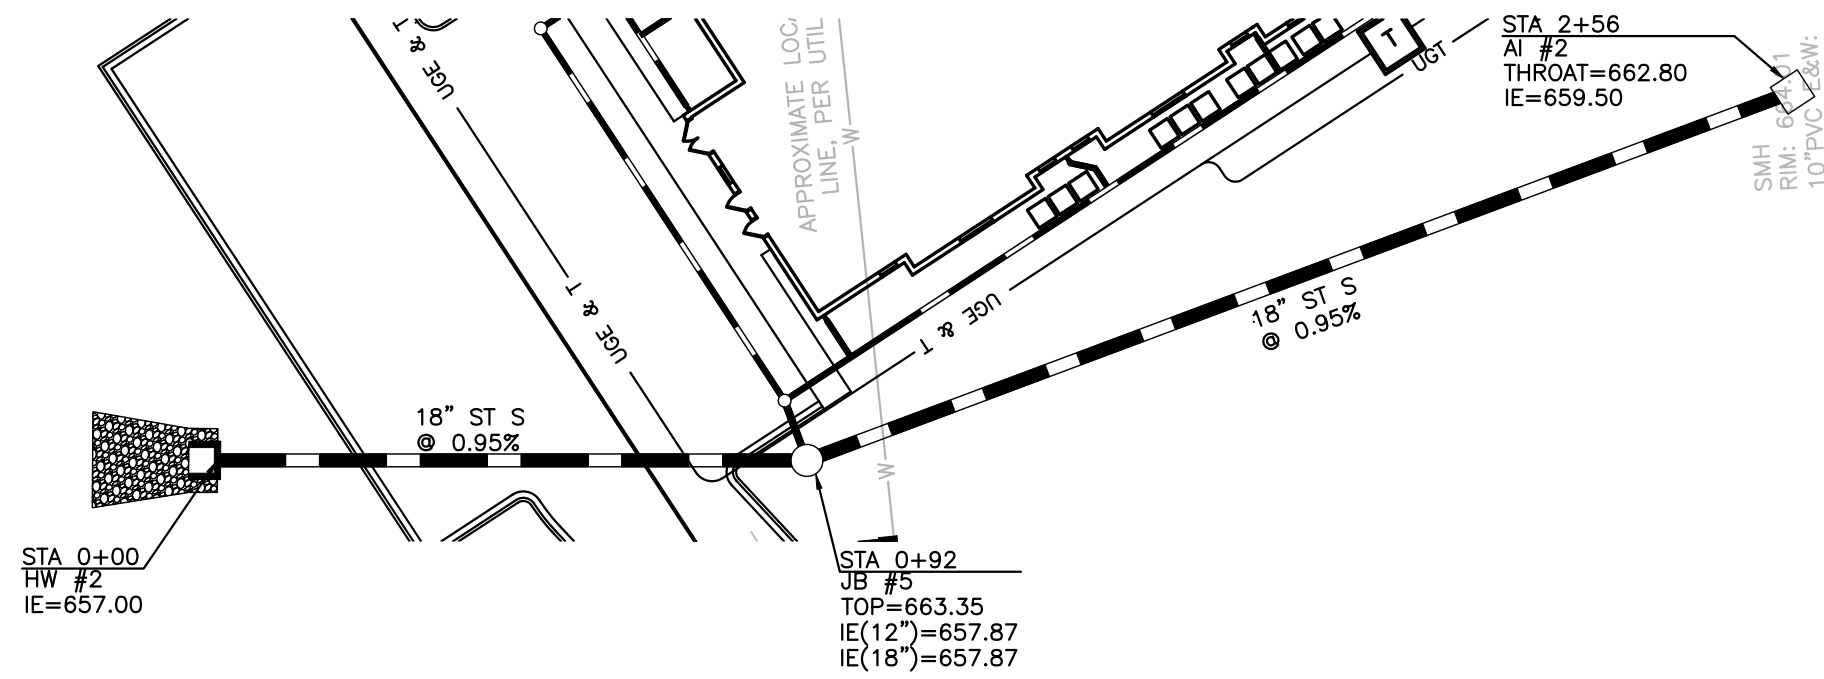 T & UGE
APPROXIMATE LOC
LINE, PER UTIL
W
T
UGT
STA 2+56
AI #2
THROAT=662.80
IE=659.50
SMH
RIM: 664.01
10"PVC E&W:
T & UGE
T & UGE
18" ST S
@ 0.95%
18" ST S
@ 0.95%
W
STA 0+00
HW #2
IE=657.00
STA 0+92
JB #5
TOP=663.35
IE(12")=657.87
IE(18")=657.87